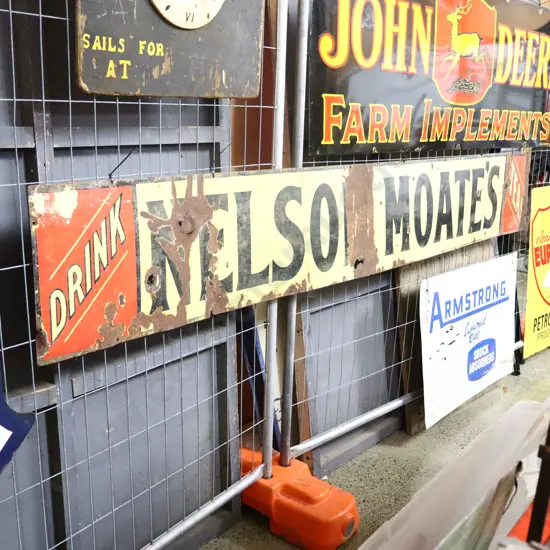 VI
SAILS FOR
AT
JOHN DEERE
FARM IMPLEMENTS
DRINK NELSON MOATE'S
ARMSTRONG
SHOCK
ABSORBERS